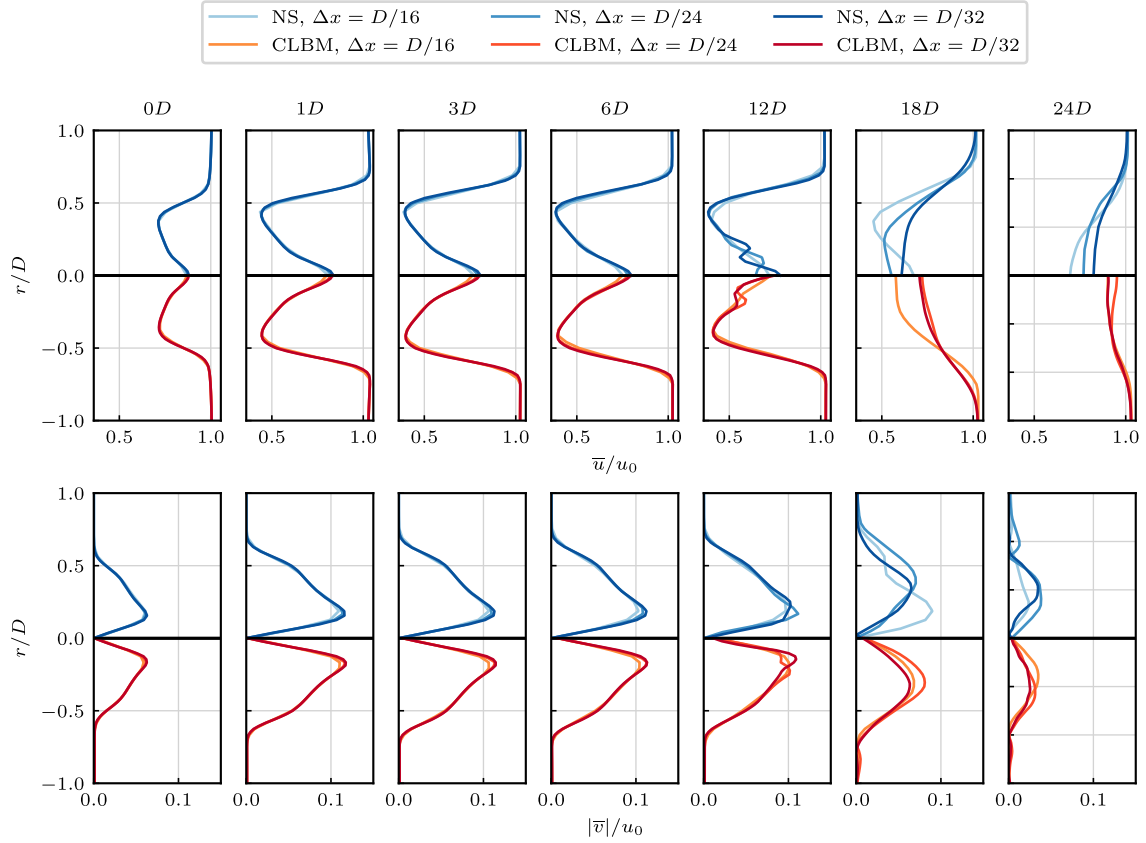 NS, Δx = D/16 NS, Δx = D/24 NS, Δx = D/32
CLBM, Δx = D/16 CLBM, Δx = D/24 CLBM, Δx = D/32
0D 1D 3D 6D 12D 18D 24D
1.0
0.5
0.0
−0.5
−1.0
r/D
0.5 1.0 0.5 1.0 0.5 1.0 0.5 1.0 0.5 1.0 0.5 1.0 0.5 1.0
u̅/u₀
1.0
0.5
0.0
−0.5
−1.0
r/D
0.0 0.1 0.0 0.1 0.0 0.1 0.0 0.1 0.0 0.1 0.0 0.1 0.0 0.1
|v̅|/u₀